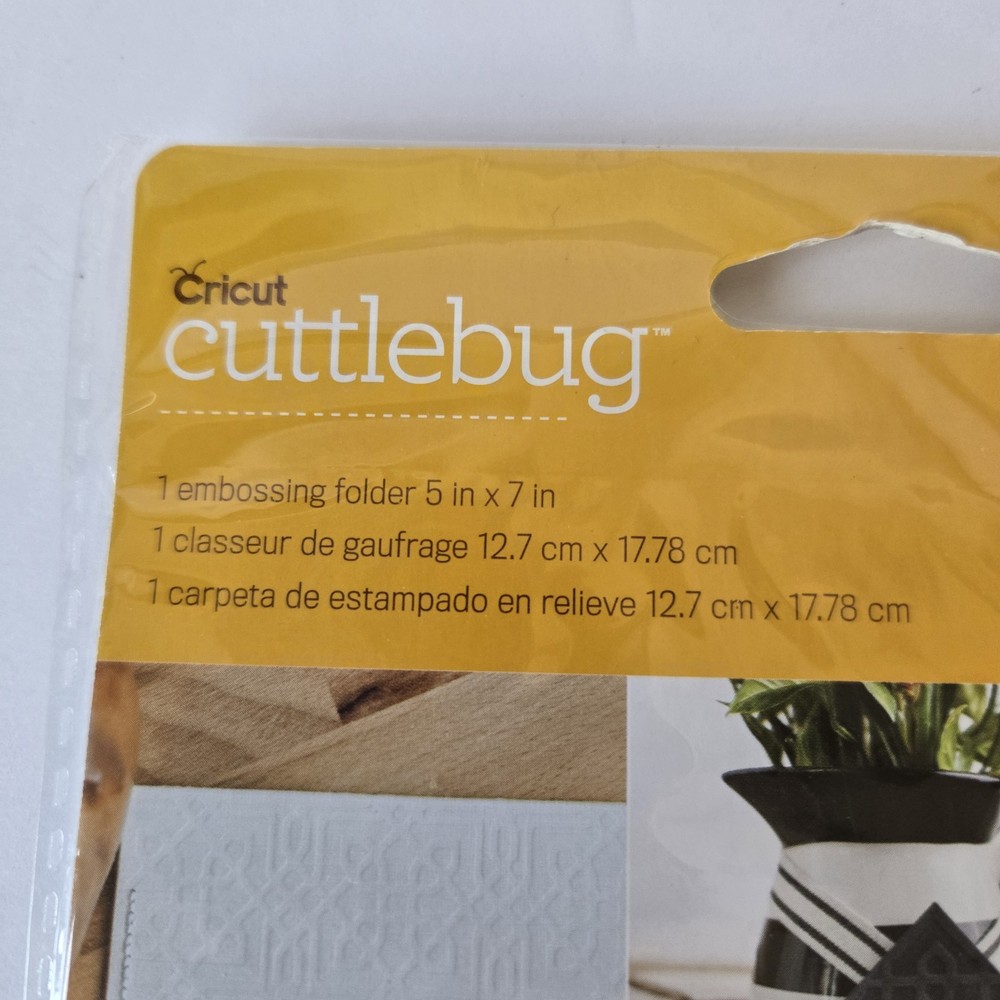 Cricut
cuttlebug™
1 embossing folder 5 in x 7 in
1 classeur de gaufrage 12.7 cm x 17.78 cm
1 carpeta de estampado en relieve 12.7 cm x 17.78 cm